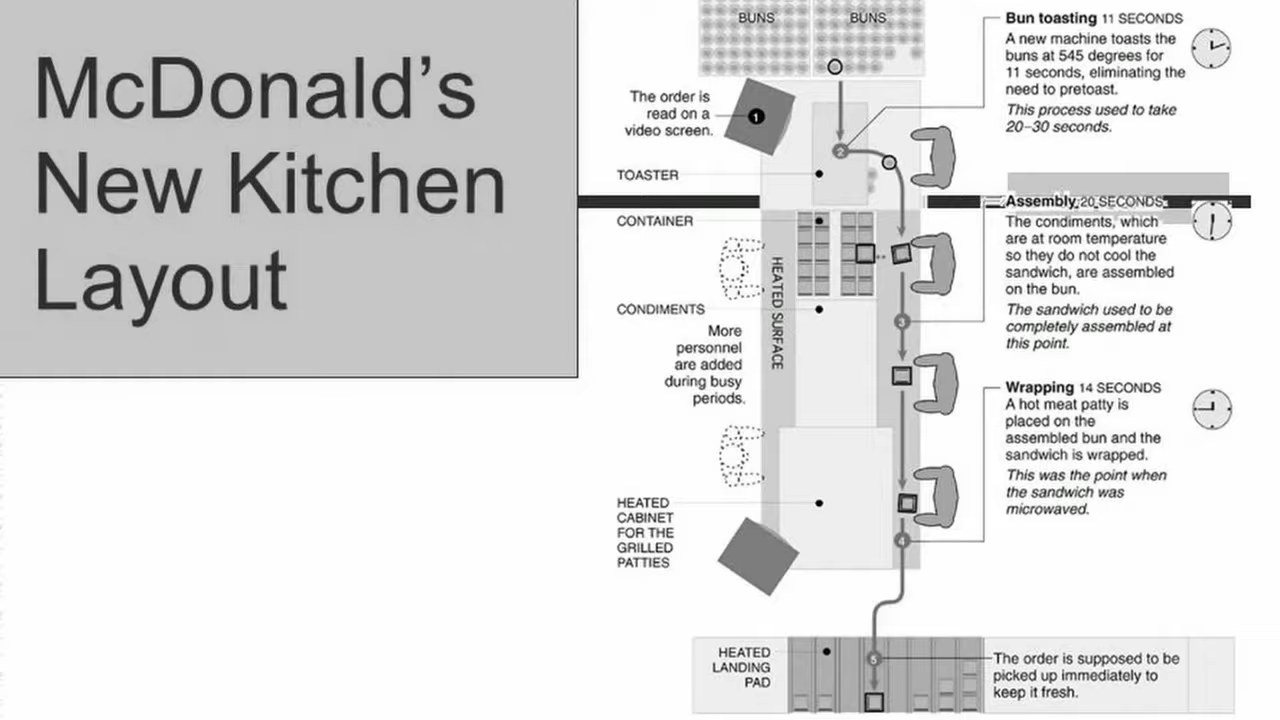 McDonald's
New Kitchen
Layout
BUNS
BUNS
The order is
read on a
video screen.
1
2
TOASTER
CONTAINER
HEATED SURFACE
CONDIMENTS
3
More
personnel
are added
during busy
periods.
HEATED
CABINET
FOR THE
GRILLED
PATTIES
4
Bun toasting 11 SECONDS
A new machine toasts the
buns at 545 degrees for
11 seconds, eliminating the
need to pretoast.
This process used to take
20–30 seconds.
Assembly 20 SECONDS
The condiments, which
are at room temperature
so they do not cool the
sandwich, are assembled
on the bun.
The sandwich used to be
completely assembled at
this point.
Wrapping 14 SECONDS
A hot meat patty is
placed on the
assembled bun and the
sandwich is wrapped.
This was the point when
the sandwich was
microwaved.
HEATED
LANDING
PAD
5
The order is supposed to be
picked up immediately to
keep it fresh.